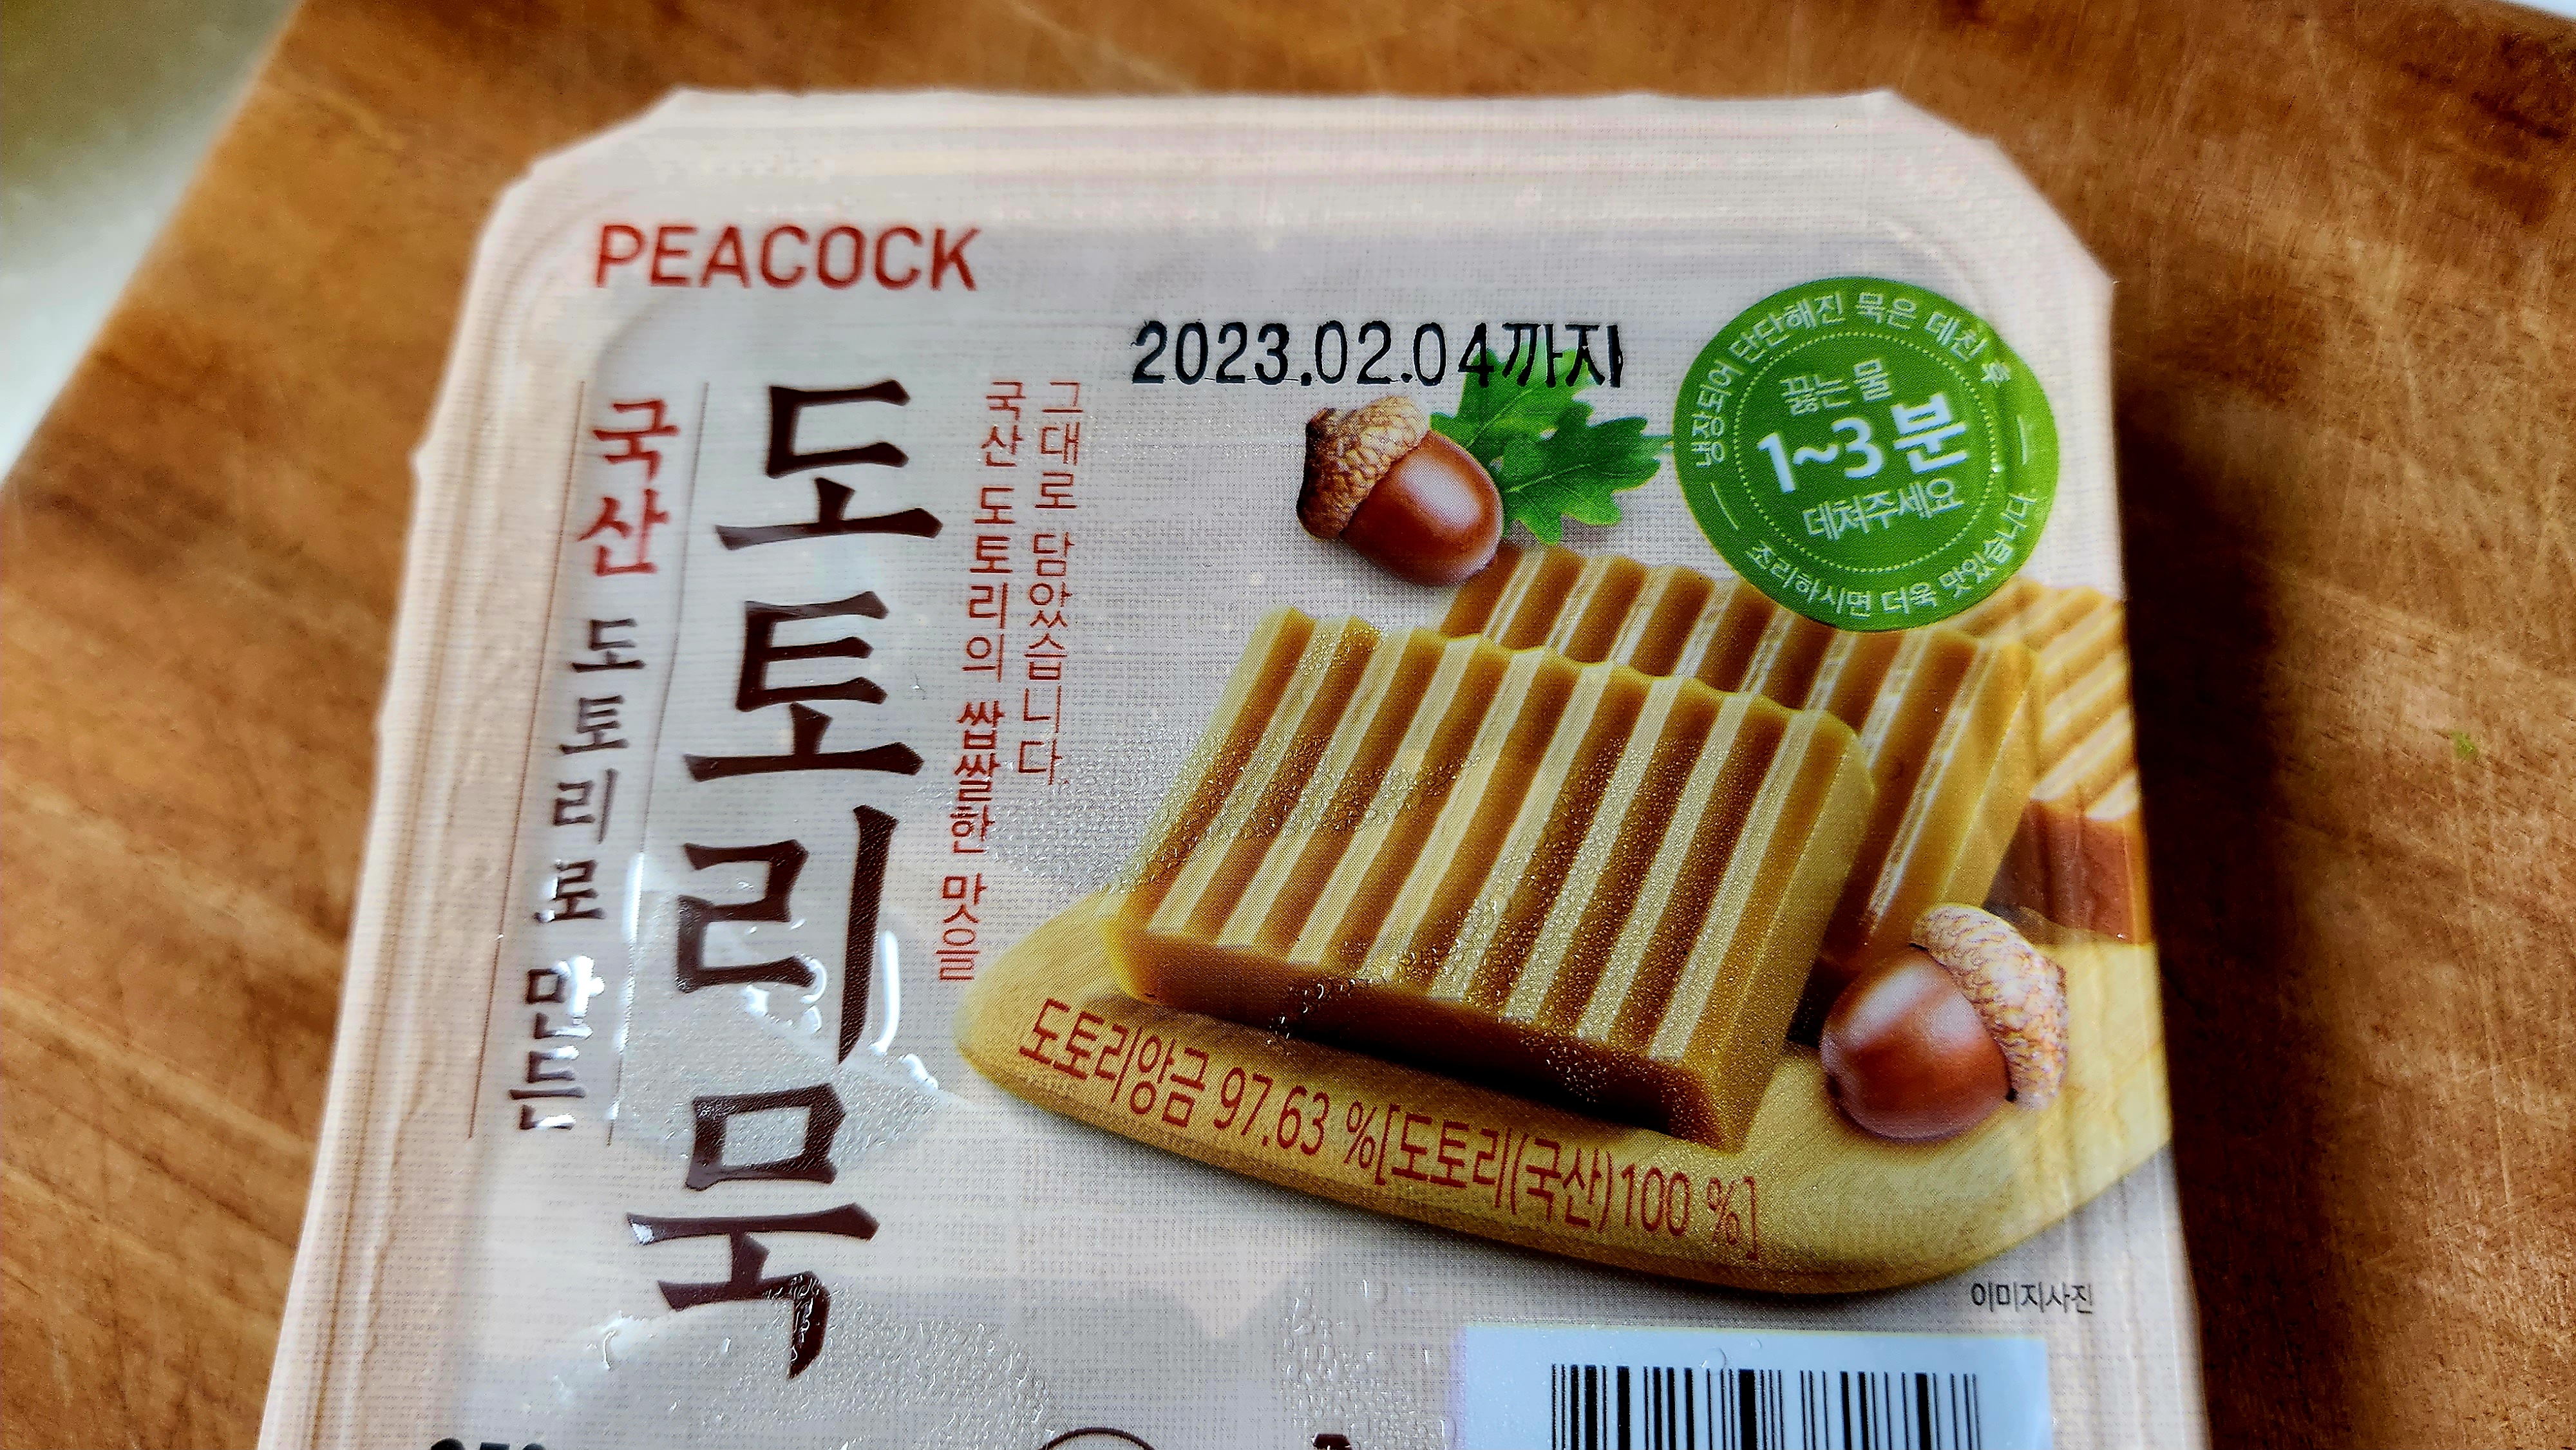 PEACOCK
2023.02.04까지
냉장되어 단단해진 묵은 데친 후
끓는 물
1~3분
데쳐주세요
조리하시면 더욱 맛있습니다
국산 도토리의 쌉쌀한 맛을
그대로 담았습니다.
도토리묵
국산 도토리로 만든
도토리앙금 97.63 %[도토리(국산)100 %]
이미지사진